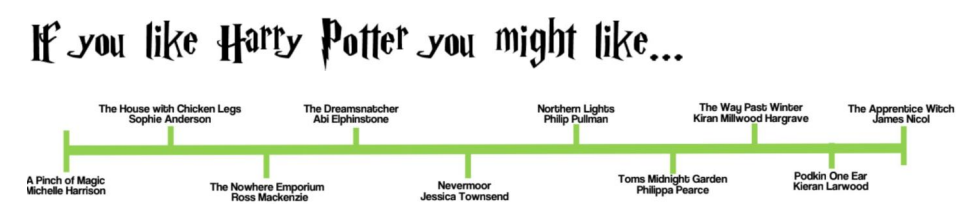 If you like Harry Potter you might like...
The House with Chicken Legs
Sophie Anderson
The Dreamsnatcher
Abi Elphinstone
Northern Lights
Philip Pullman
The Way Past Winter
Kiran Millwood Hargrave
The Apprentice Witch
James Nicol
A Pinch of Magic
Michelle Harrison
The Nowhere Emporium
Ross Mackenzie
Nevermoor
Jessica Townsend
Toms Midnight Garden
Philippa Pearce
Podkin One Ear
Kieran Larwood